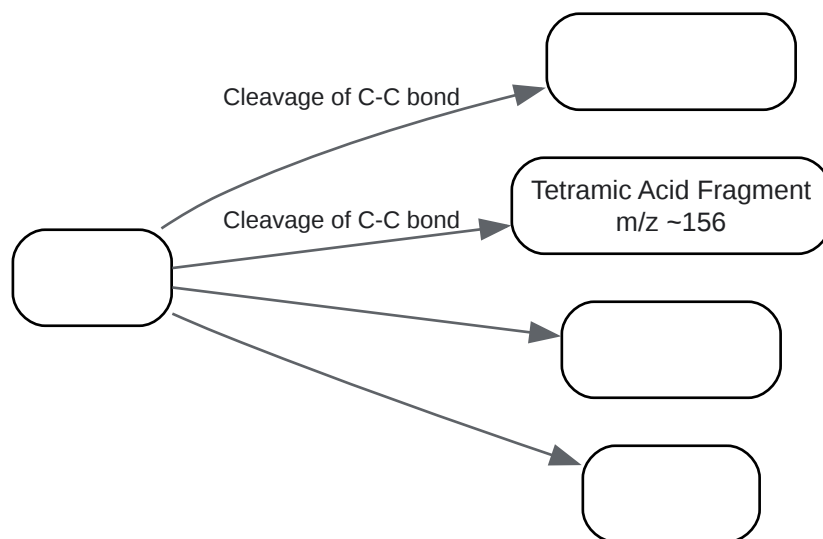 Cleavage of C-C bond
Tetramic Acid Fragment
m/z ~156
Cleavage of C-C bond